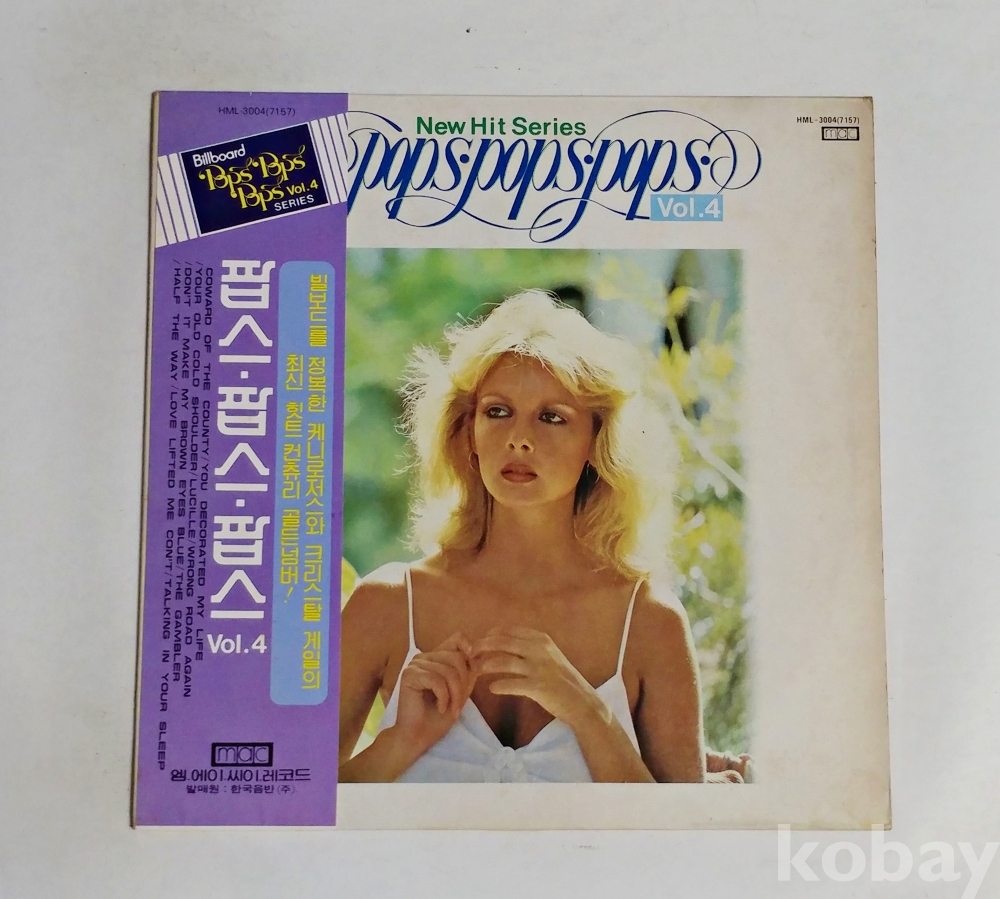 HML-3004(7157)
Billboard
Pops Pops
Pops Vol.4
SERIES
팝스·팝스·팝스
Vol.4
빌보드를 정복한 케니로저스와 크리스탈 게일의
최신 힛트 컨츄리 골든넘버!
COWARD OF THE COUNTY/YOU DECORATED MY LIFE
/YOUR OLD COLD SHOULDER/LUCILLE/WRONG ROAD AGAIN
/DON'T IT MAKE MY BROWN EYES BLUE/THE GAMBLER
/HALF THE WAY/LOVE LIFTED ME CON'T/TALKING IN YOUR SLEEP
mac
엠.에이.씨이.레코드
발매원 : 한국음반(주)
New Hit Series
pops·pops·pops·
Vol.4
HML-3004(7157)
mac
kobay